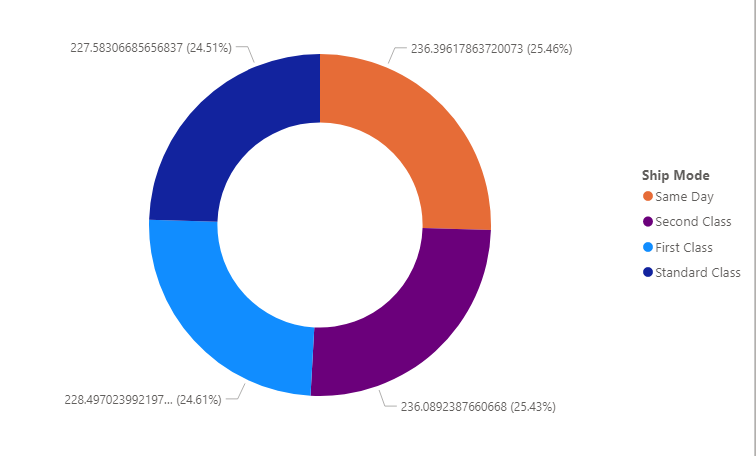 227.58306685656837 (24.51%)
236.39617863720073 (25.46%)
Ship Mode
Same Day
Second Class
First Class
Standard Class
228.497023992197... (24.61%)
236.0892387660668 (25.43%)